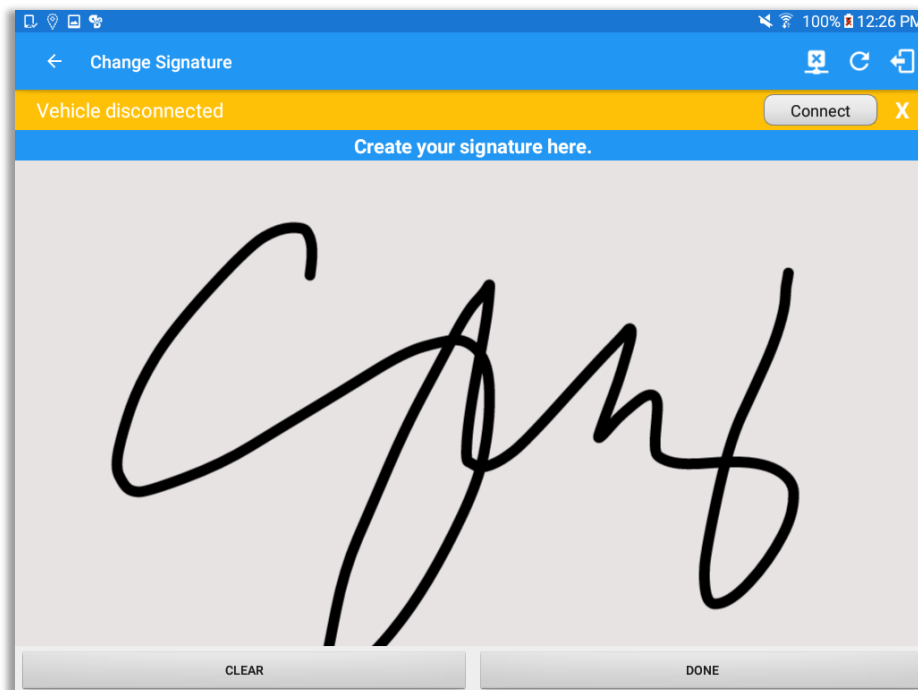 100% 12:26 PM
Change Signature
Vehicle disconnected
Connect X
Create your signature here.
CLEAR
DONE